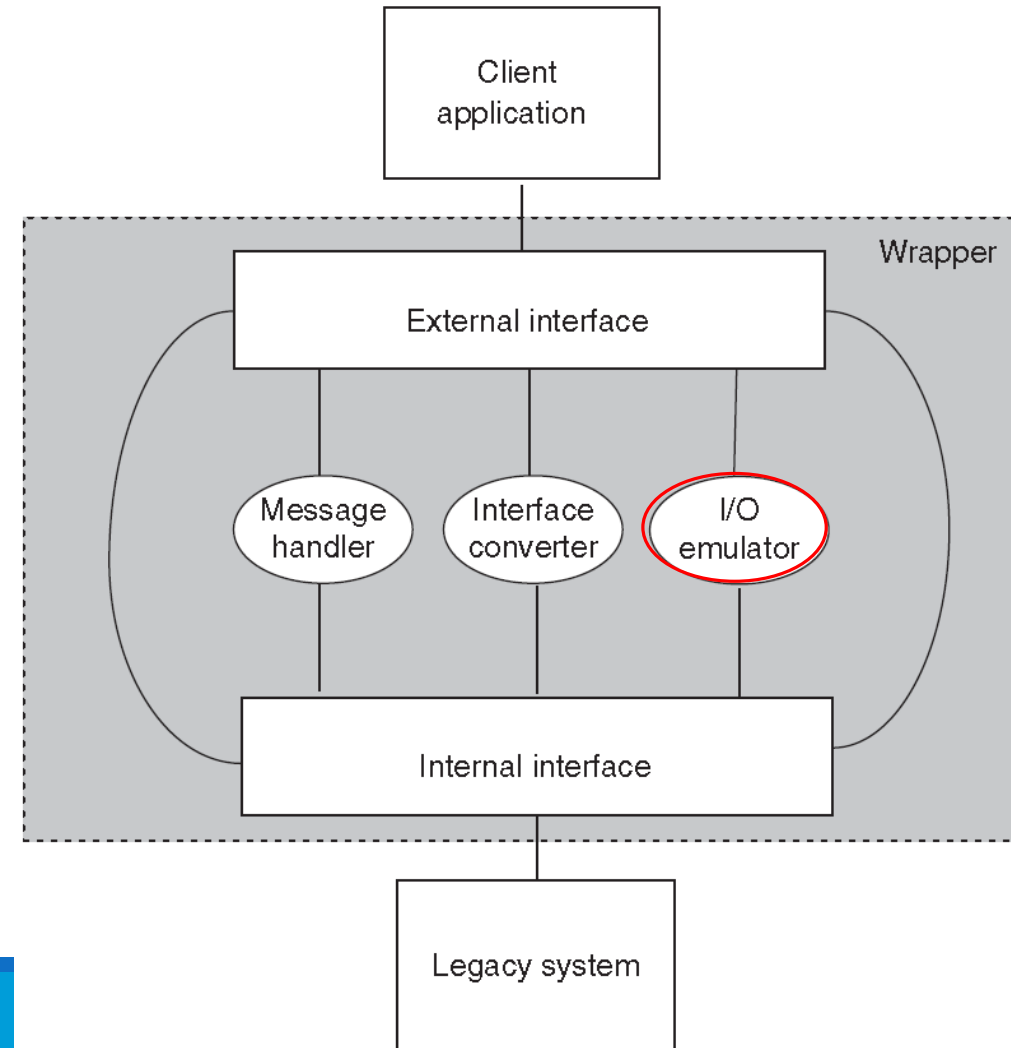 Client
application
Wrapper
External interface
Message
handler
Interface
converter
I/O
emulator
Internal interface
Legacy system